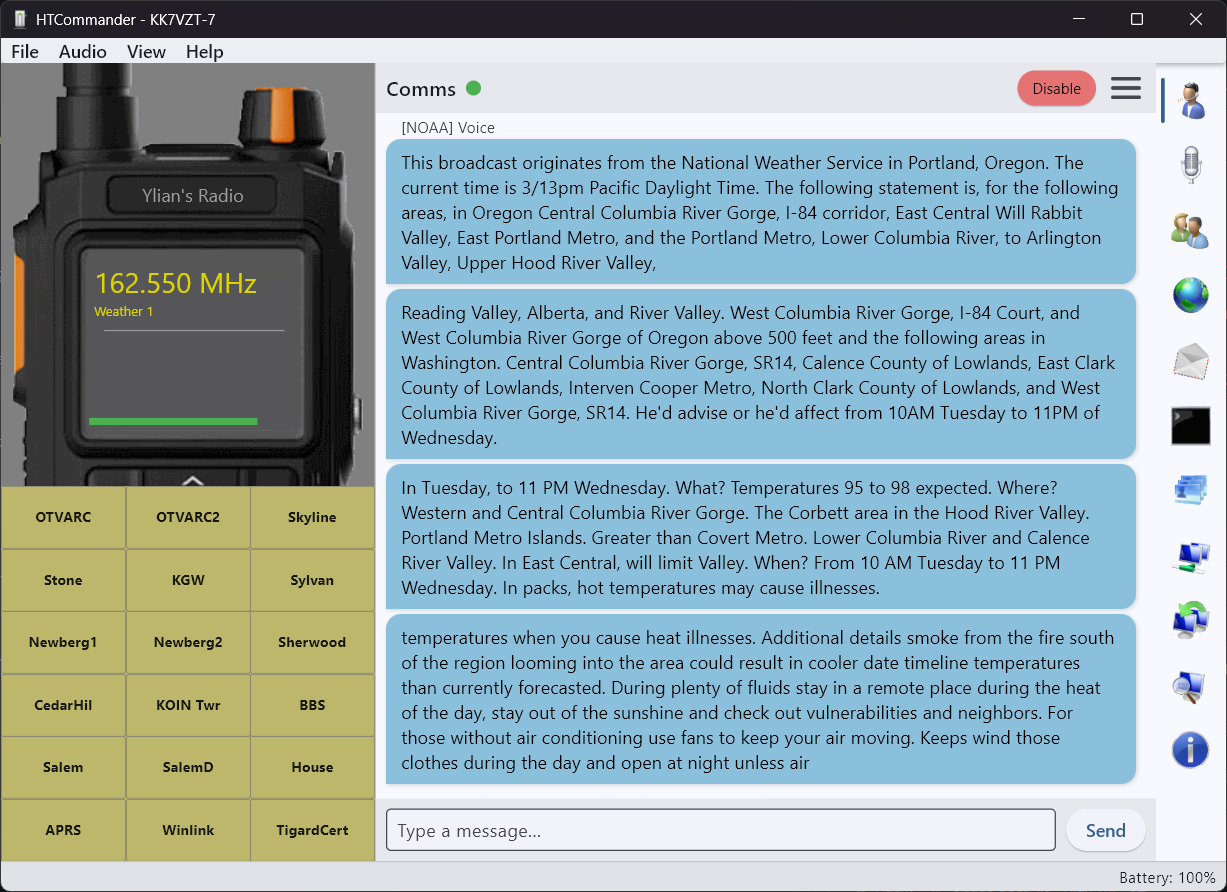 HTCommander - KK7VZT-7
File Audio View Help
Ylian's Radio
162.550 MHz
Weather 1
OTVARC OTVARC2 Skyline
Stone KGW Sylvan
Newberg1 Newberg2 Sherwood
CedarHil KOIN Twr BBS
Salem SalemD House
APRS Winlink TigardCert
Comms
Disable
[NOAA] Voice
This broadcast originates from the National Weather Service in Portland, Oregon. The
current time is 3/13pm Pacific Daylight Time. The following statement is, for the following
areas, in Oregon Central Columbia River Gorge, I-84 corridor, East Central Will Rabbit
Valley, East Portland Metro, and the Portland Metro, Lower Columbia River, to Arlington
Valley, Upper Hood River Valley,
Reading Valley, Alberta, and River Valley. West Columbia River Gorge, I-84 Court, and
West Columbia River Gorge of Oregon above 500 feet and the following areas in
Washington. Central Columbia River Gorge, SR14, Calence County of Lowlands, East Clark
County of Lowlands, Interven Cooper Metro, North Clark County of Lowlands, and West
Columbia River Gorge, SR14. He'd advise or he'd affect from 10AM Tuesday to 11PM of
Wednesday.
In Tuesday, to 11 PM Wednesday. What? Temperatures 95 to 98 expected. Where?
Western and Central Columbia River Gorge. The Corbett area in the Hood River Valley.
Portland Metro Islands. Greater than Covert Metro. Lower Columbia River and Calence
River Valley. In East Central, will limit Valley. When? From 10 AM Tuesday to 11 PM
Wednesday. In packs, hot temperatures may cause illnesses.
temperatures when you cause heat illnesses. Additional details smoke from the fire south
of the region looming into the area could result in cooler date timeline temperatures
than currently forecasted. During plenty of fluids stay in a remote place during the heat
of the day, stay out of the sunshine and check out vulnerabilities and neighbors. For
those without air conditioning use fans to keep your air moving. Keeps wind those
clothes during the day and open at night unless air
Type a message...
Send
Battery: 100%